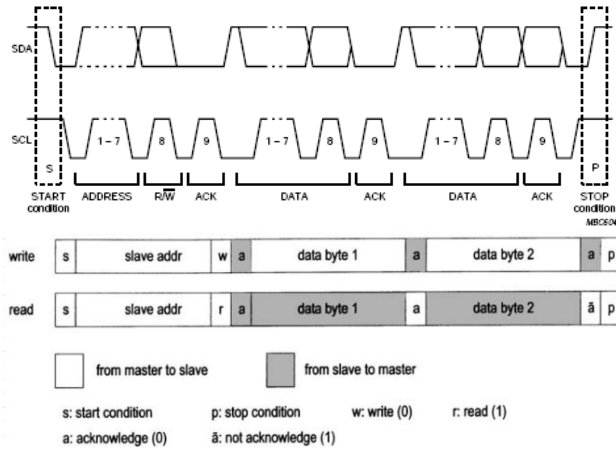 SDA
SCL 1 – 7 8 9 1 – 7 8 9 1 – 7 8 9
S P
START condition ADDRESS R/W̅ ACK DATA ACK DATA ACK STOP condition
MBC604
write s slave addr w a data byte 1 a data byte 2 a p
read s slave addr r a data byte 1 a data byte 2 ā p
from master to slave from slave to master
s: start condition p: stop condition w: write (0) r: read (1)
a: acknowledge (0) ā: not acknowledge (1)